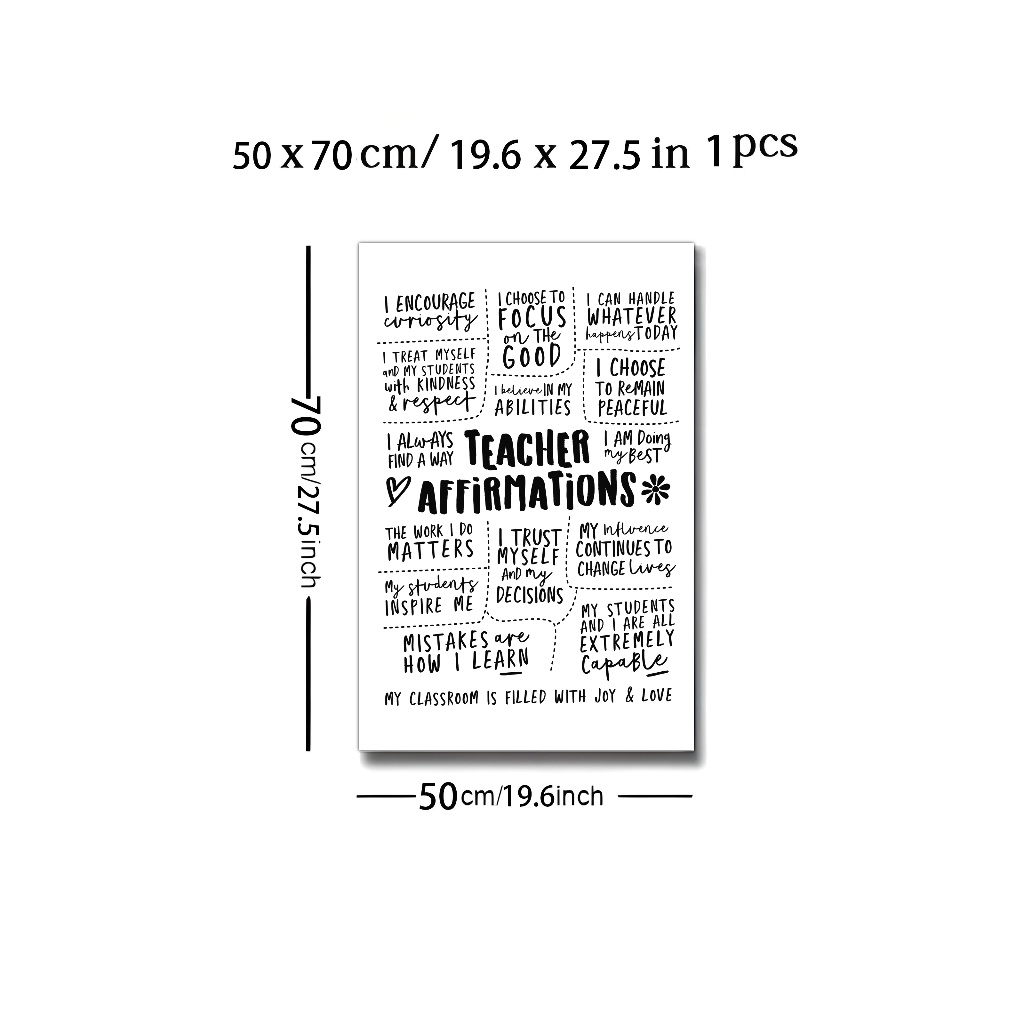 50 x 70 cm/ 19.6 x 27.5 in 1 pcs
I ENCOURAGE
curiosity
I CHOOSE TO
FOCUS
on THE
GOOD
I CAN HANDLE
WHATEVER
happens TODAY
I TREAT MYSELF
AND MY STUDENTS
with KINDNESS
& respect
I believe IN MY
ABILITIES
I CHOOSE
TO REMAIN
PEACEFUL
I ALWAYS
FIND A WAY
TEACHER
AFFIRMATIONS
I AM Doing
my BEST
THE WORK I DO
MATTERS
I TRUST
MYSELF
AND my
DECISIONS
MY Influence
CONTINUES TO
CHANGE lives
My students
INSPIRE ME
MISTAKES are
HOW I LEARN
MY STUDENTS
AND I ARE ALL
EXTREMELY
Capable
MY CLASSROOM IS FILLED WITH JOY & LOVE
70 cm/27.5 inch
50cm/19.6inch